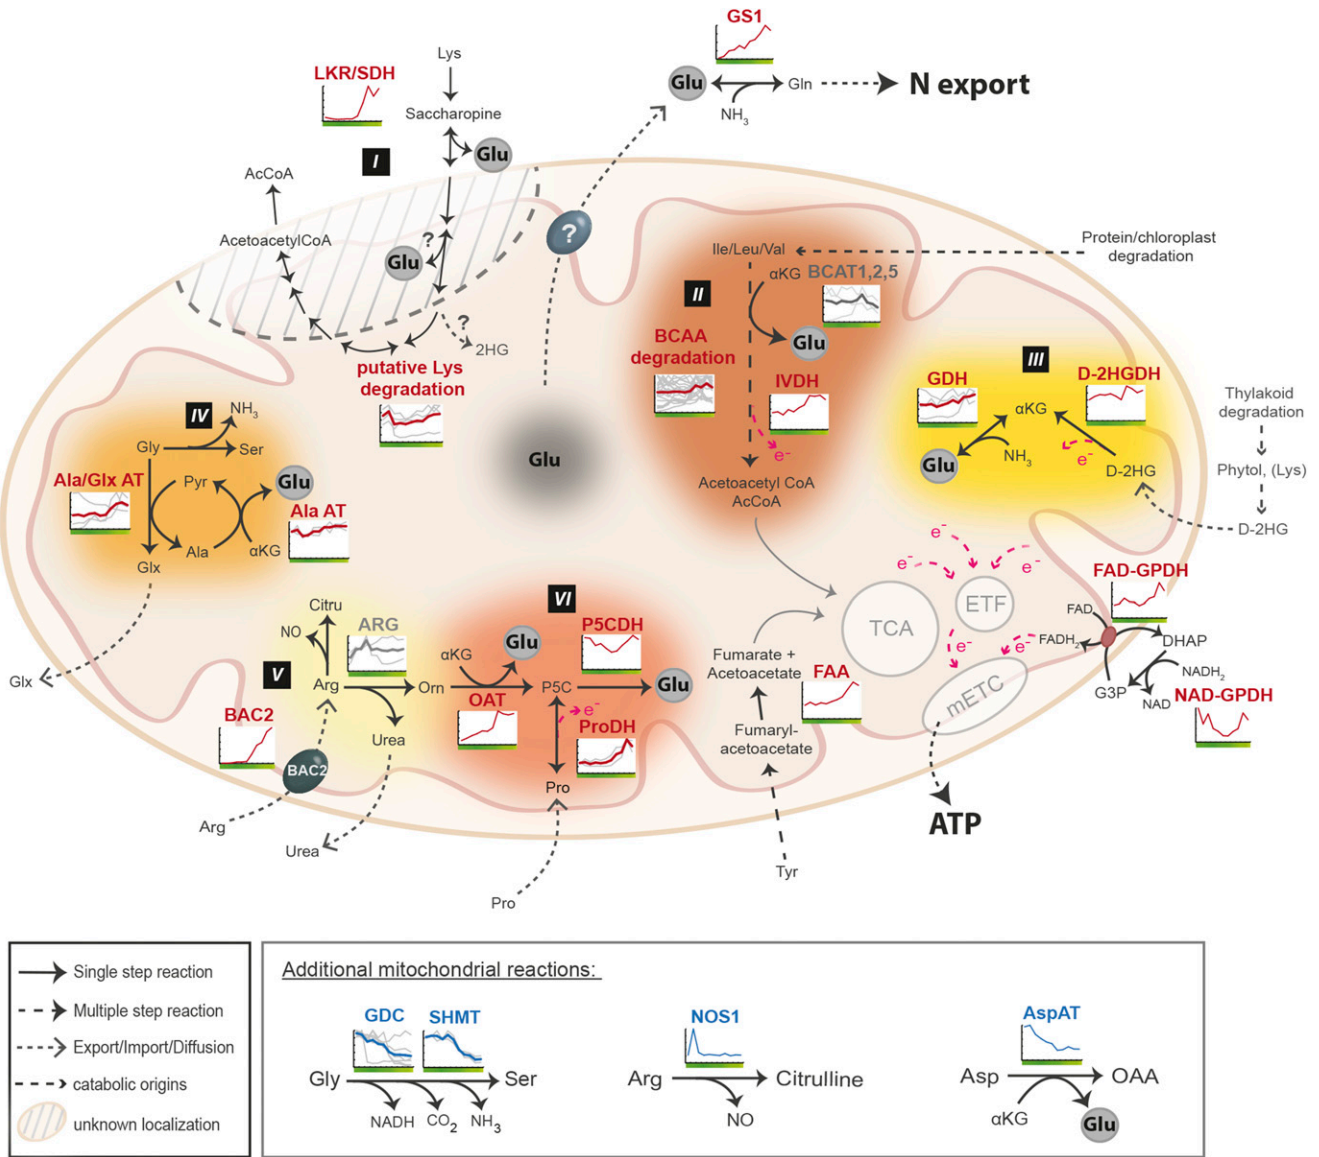 GS1
Glu
Gln
N export
NH3
Lys
LKR/SDH
Saccharopine
Glu
I
AcCoA
AcetoacetylCoA
?
Glu
?
2HG
putative Lys
degradation
?
Ile/Leu/Val
Protein/chloroplast
degradation
αKG BCAT1,2,5
II
Glu
BCAA
degradation
IVDH
e-
Acetoacetyl CoA
AcCoA
III
GDH
D-2HGDH
αKG
Glu
NH3
e-
D-2HG
Thylakoid
degradation
Phytol, (Lys)
D-2HG
IV
NH3
Gly
Ser
Ala/Glx AT
Pyr
Glu
Ala AT
Ala
αKG
Glx
Glx
Glu
e-
e-
e-
TCA
ETF
e-
e-
mETC
ATP
FAD-GPDH
FAD
FADH2
DHAP
NADH2
G3P
NAD
NAD-GPDH
Citru
NO
ARG
V
Arg
Orn
BAC2
Urea
BAC2
Arg
Urea
VI
Glu
P5CDH
αKG
P5C
Glu
OAT
e-
ProDH
Pro
Pro
Fumarate +
Acetoacetate
FAA
Fumaryl-
acetoacetate
Tyr
Single step reaction
Multiple step reaction
Export/Import/Diffusion
catabolic origins
unknown localization
Additional mitochondrial reactions:
GDC SHMT
Gly
Ser
NADH CO2 NH3
NOS1
Arg
Citrulline
NO
AspAT
Asp
OAA
αKG
Glu